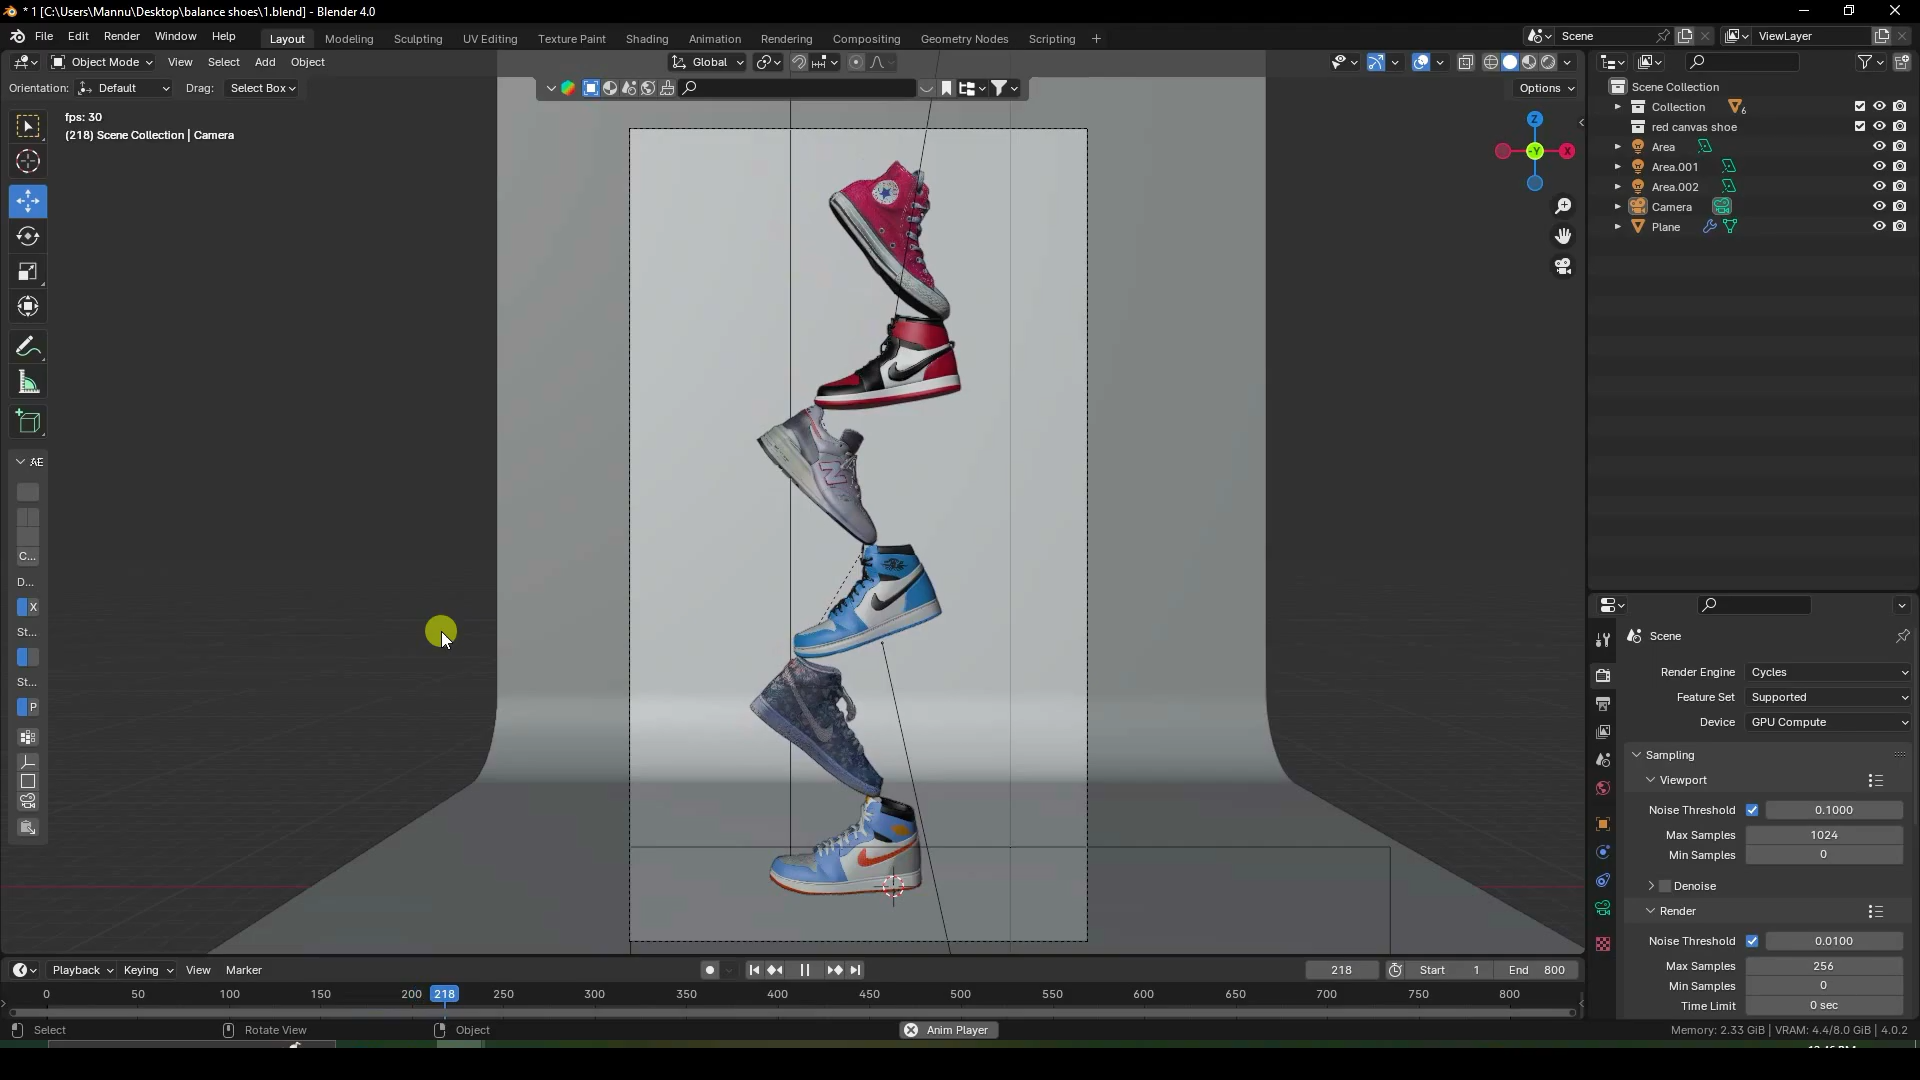 * 1 [C:\Users\Mannu\Desktop\balance shoes\1.blend] - Blender 4.0
File Edit Render Window Help Layout Modeling Sculpting UV Editing Texture Paint Shading Animation Rendering Compositing Geometry Nodes Scripting + Scene ViewLayer
Object Mode View Select Add Object Global
Orientation: Default Drag: Select Box Options
fps: 30
(218) Scene Collection | Camera
Z
-Y X
AE
C...
D...
X
St...
St...
P
N
Scene Collection
Collection 6
red canvas shoe
Area
Area.001
Area.002
Camera
Plane
Scene
Render Engine Cycles
Feature Set Supported
Device GPU Compute
Sampling
Viewport
Noise Threshold 0.1000
Max Samples 1024
Min Samples 0
Denoise
Render
Noise Threshold 0.0100
Max Samples 256
Min Samples 0
Time Limit 0 sec
Playback Keying View Marker 218 Start 1 End 800
0 50 100 150 200 218 250 300 350 400 450 500 550 600 650 700 750 800
Select Rotate View Object Anim Player Memory: 2.33 GiB | VRAM: 4.4/8.0 GiB | 4.0.2